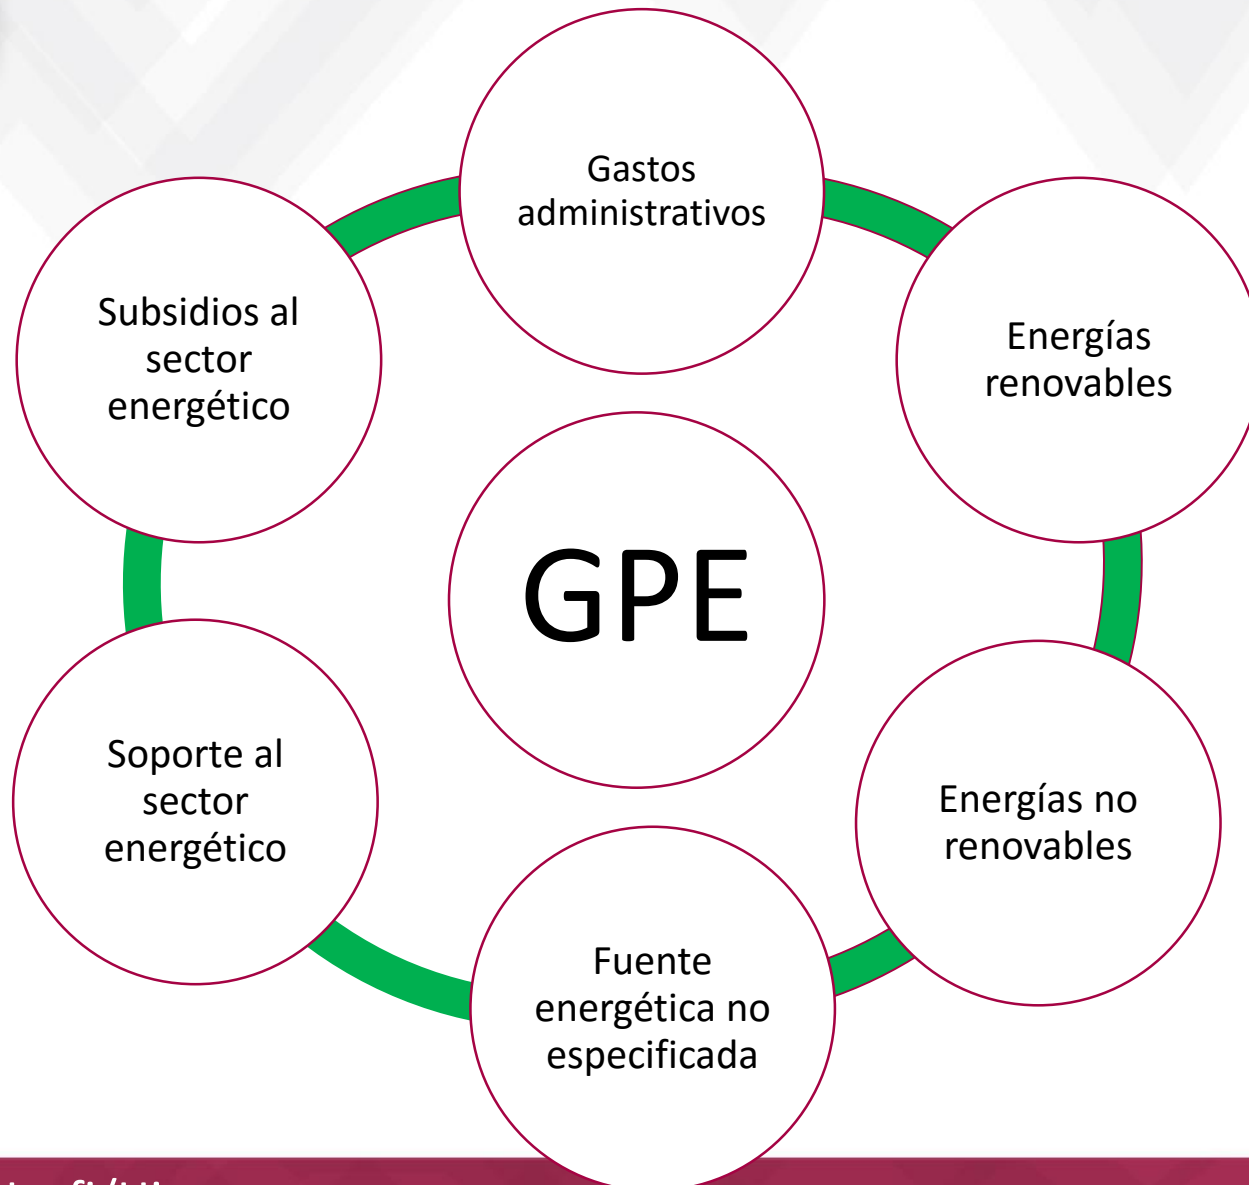 Gastos
administrativos
Energías
renovables
Energías no
renovables
Fuente
energética no
especificada
Soporte al
sector
energético
Subsidios al
sector
energético
GPE